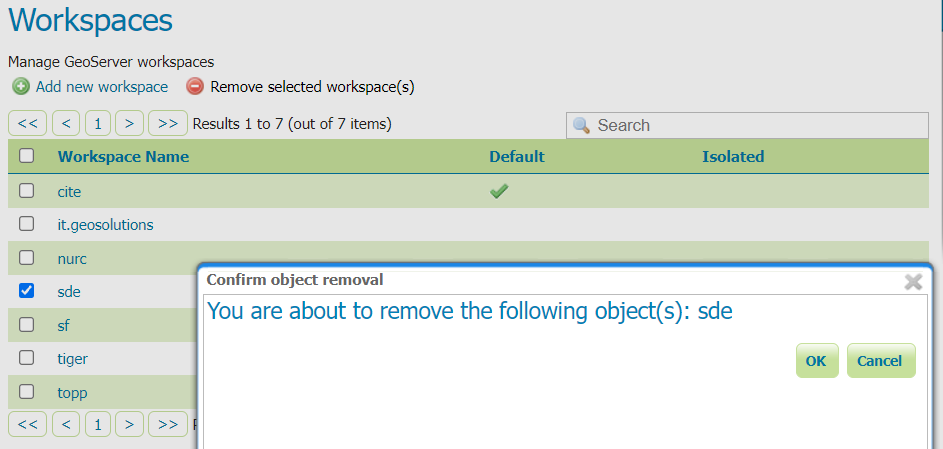 Workspaces
Manage GeoServer workspaces
Add new workspace Remove selected workspace(s)
<< < 1 > >> Results 1 to 7 (out of 7 items) Search
Workspace Name Default Isolated
cite
it.geosolutions
nurc
sde
sf
tiger
topp
<< < 1 > >>
Confirm object removal
You are about to remove the following object(s): sde
OK Cancel